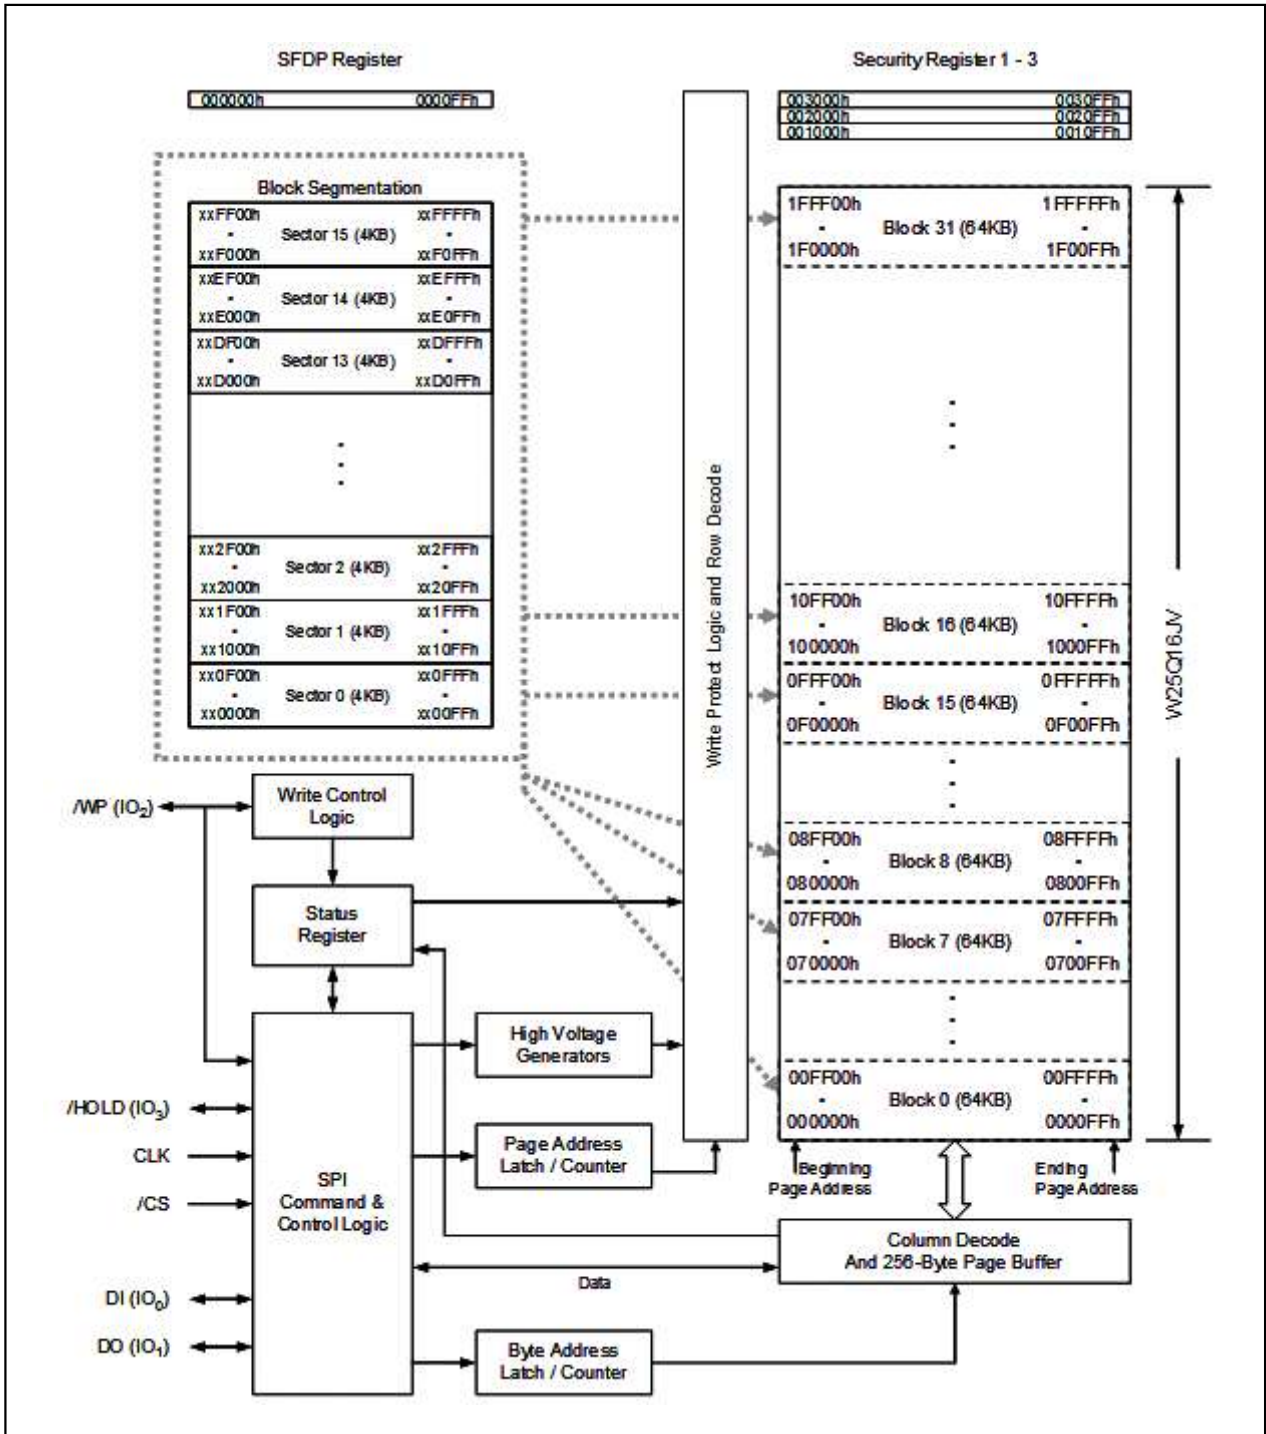 SFDP Register
000000h 0000FFh
Block Segmentation
xxFF00h xxFFFFh
- Sector 15 (4KB) -
xxF000h xxF0FFh
xxEF00h xxEFFFh
- Sector 14 (4KB) -
xxE000h xxE0FFh
xxDF00h xxDFFFh
- Sector 13 (4KB) -
xxD000h xxD0FFh
xx2F00h xx2FFFh
- Sector 2 (4KB) -
xx2000h xx20FFh
xx1F00h xx1FFFh
- Sector 1 (4KB) -
xx1000h xx10FFh
xx0F00h xx0FFFh
- Sector 0 (4KB) -
xx0000h xx00FFh
Security Register 1 - 3
003000h 0030FFh
002000h 0020FFh
001000h 0010FFh
1FFF00h 1FFFFFh
- Block 31 (64KB) -
1F0000h 1F00FFh
10FF00h 10FFFFh
- Block 16 (64KB) -
100000h 1000FFh
0FFF00h 0FFFFFh
- Block 15 (64KB) -
0F0000h 0F00FFh
08FF00h 08FFFFh
- Block 8 (64KB) -
080000h 0800FFh
07FF00h 07FFFFh
- Block 7 (64KB) -
070000h 0700FFh
00FF00h 00FFFFh
- Block 0 (64KB) -
000000h 0000FFh
Beginning
Page Address
Ending
Page Address
Write Protect Logic and Row Decode
W25Q16JV
/WP (IO2)
Write Control
Logic
Status
Register
High Voltage
Generators
/HOLD (IO3)
CLK
/CS
DI (IO0)
DO (IO1)
SPI
Command &
Control Logic
Page Address
Latch / Counter
Column Decode
And 256-Byte Page Buffer
Data
Byte Address
Latch / Counter